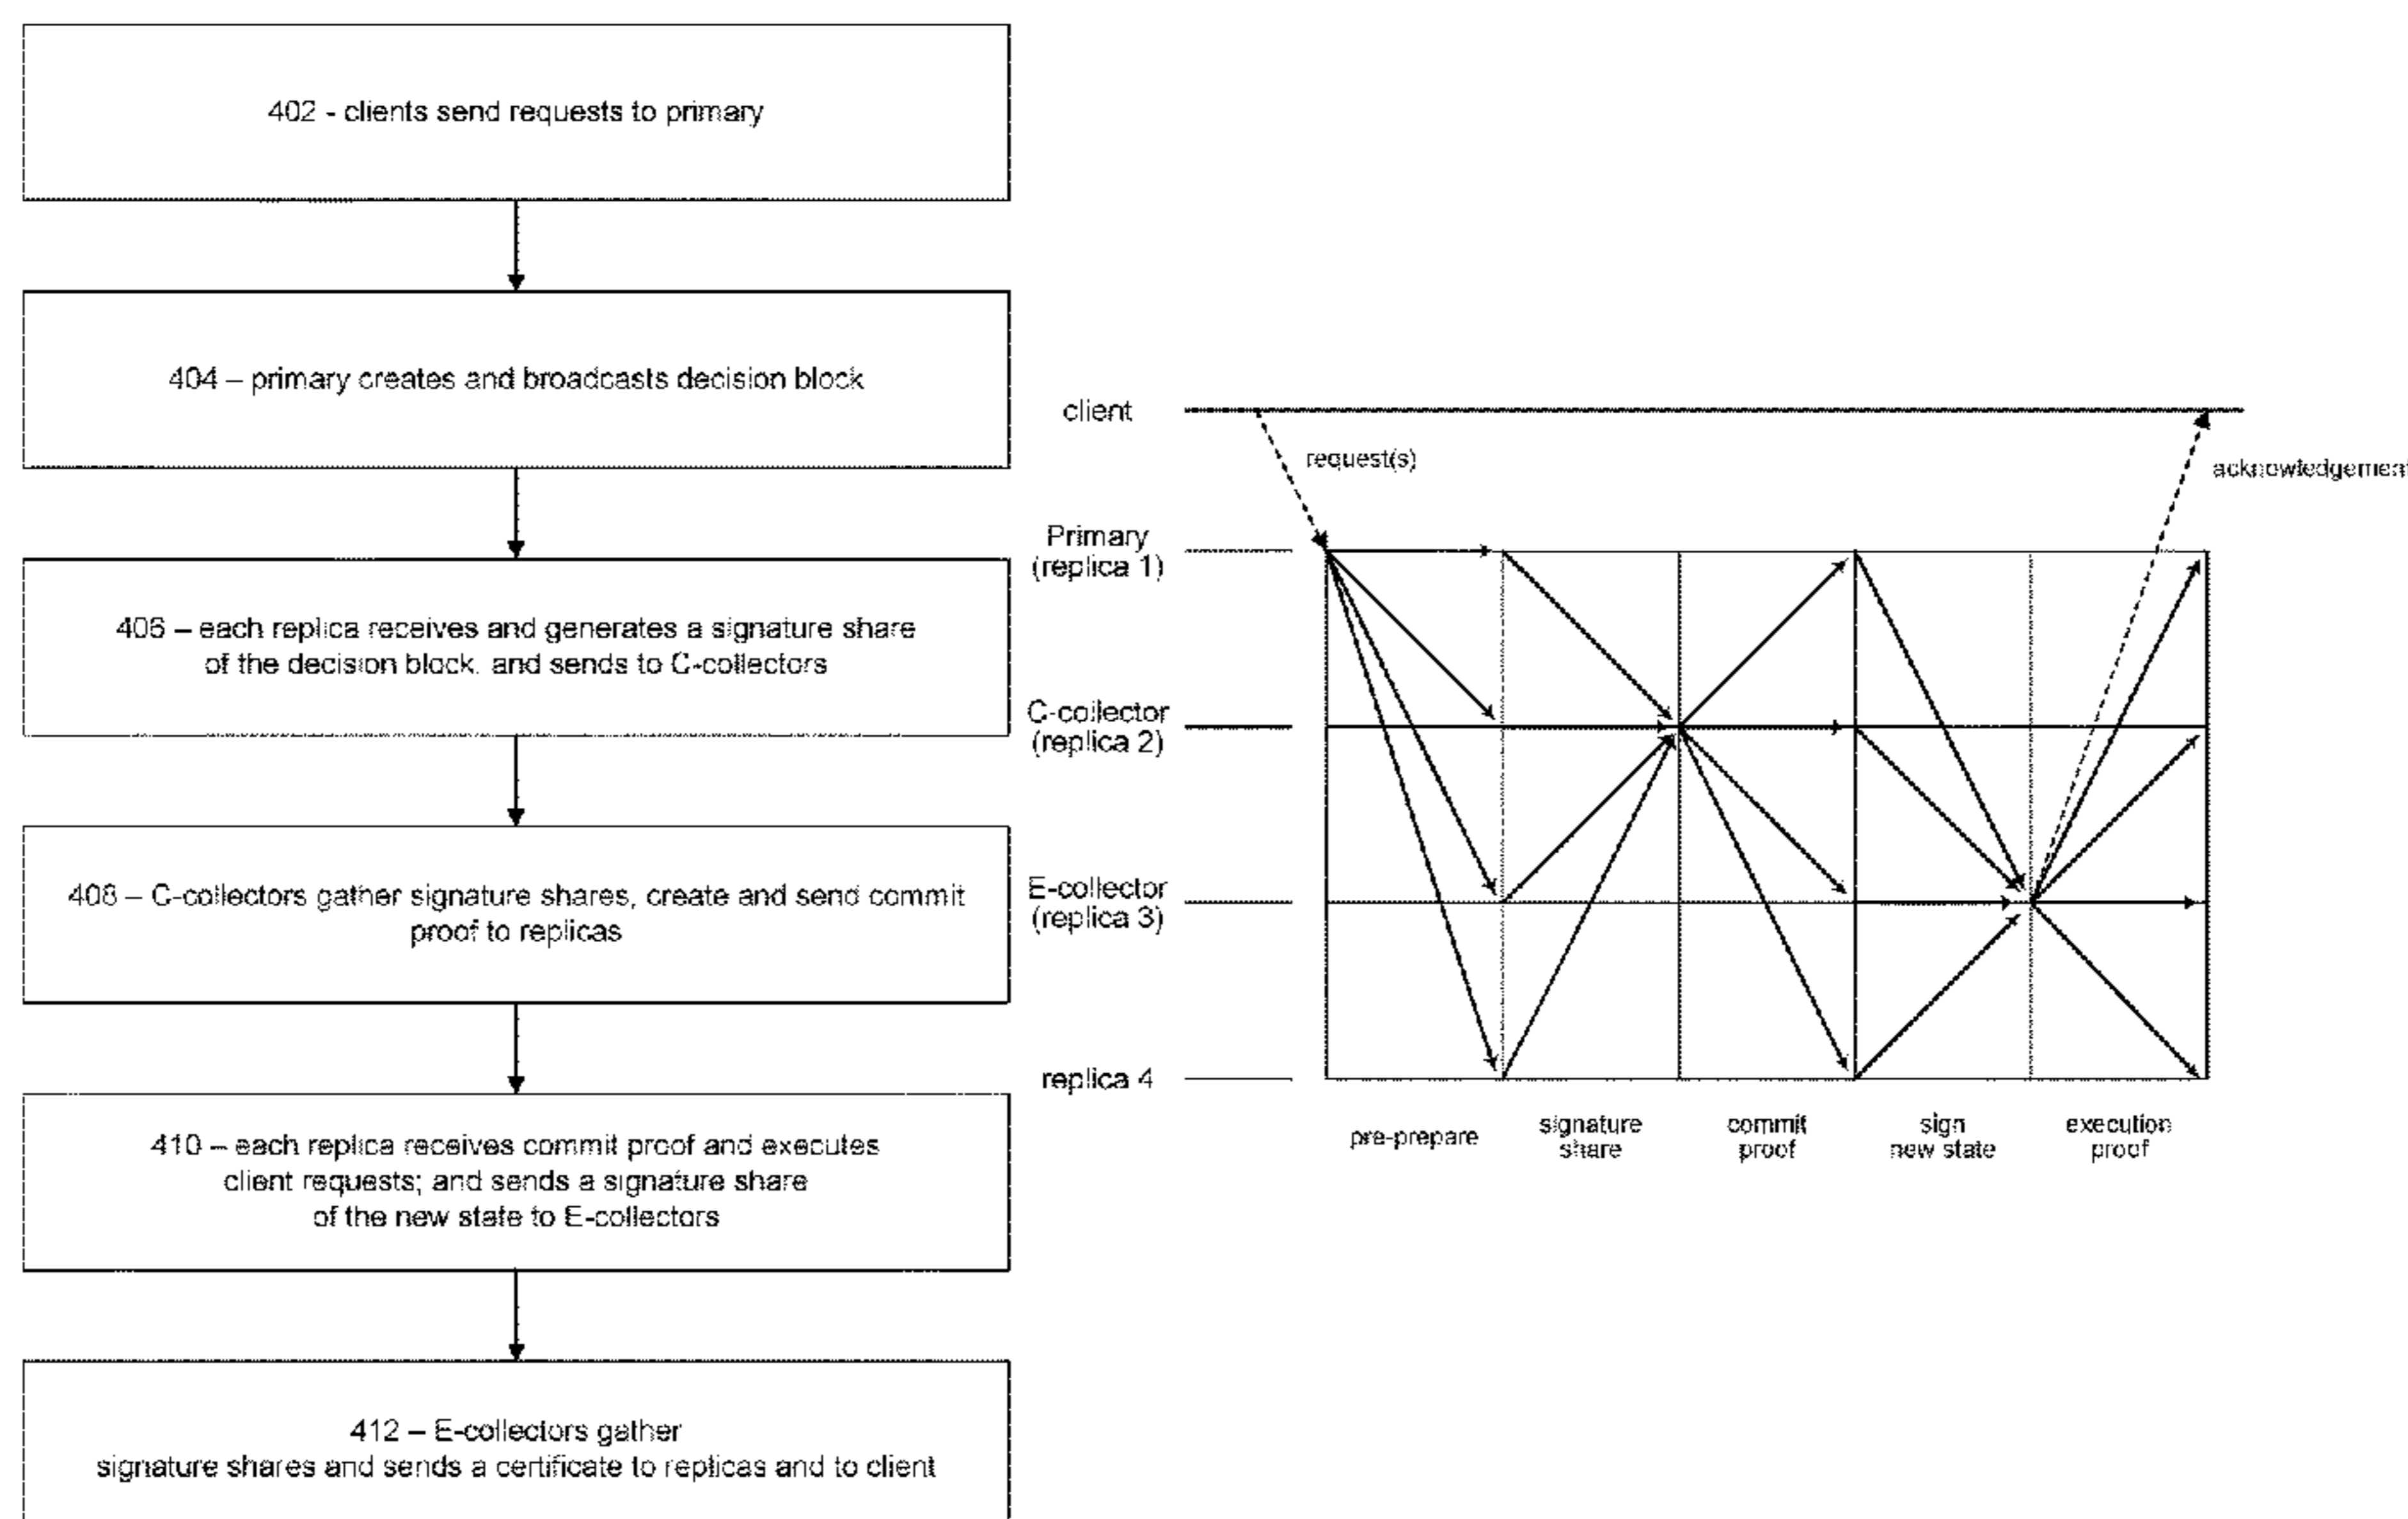 402 - clients send requests to primary
404 – primary creates and broadcasts decision block
406 – each replica receives and generates a signature share
of the decision block, and sends to C-collectors
408 – C-collectors gather signature shares, create and send commit
proof to replicas
410 – each replica receives commit proof and executes
client requests; and sends a signature share
of the new state to E-collectors
412 – E-collectors gather
signature shares and sends a certificate to replicas and to client
client
request(s)
acknowledgement
Primary
(replica 1)
C-collector
(replica 2)
E-collector
(replica 3)
replica 4
pre-prepare
signature
share
commit
proof
sign
new state
execution
proof